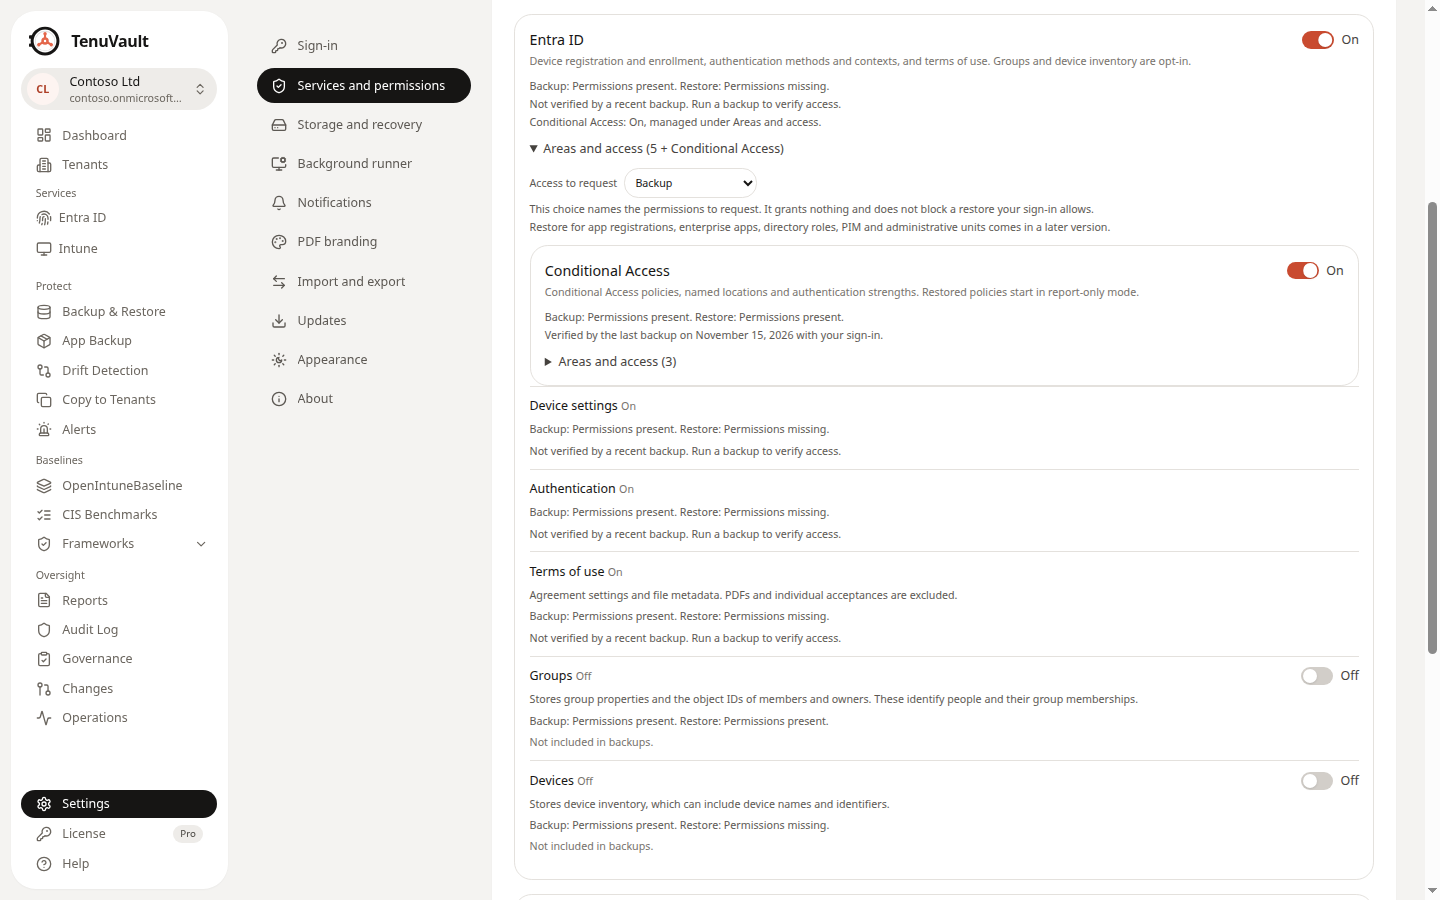 TenuVault
CL
Contoso Ltd
contoso.onmicrosoft...
Dashboard
Tenants
Services
Entra ID
Intune
Protect
Backup & Restore
App Backup
Drift Detection
Copy to Tenants
Alerts
Baselines
OpenIntuneBaseline
CIS Benchmarks
Frameworks
Oversight
Reports
Audit Log
Governance
Changes
Operations
Settings
License
Pro
Help
Sign-in
Services and permissions
Storage and recovery
Background runner
Notifications
PDF branding
Import and export
Updates
Appearance
About
Entra ID
On
Device registration and enrollment, authentication methods and contexts, and terms of use. Groups and device inventory are opt-in.
Backup: Permissions present. Restore: Permissions missing.
Not verified by a recent backup. Run a backup to verify access.
Conditional Access: On, managed under Areas and access.
Areas and access (5 + Conditional Access)
Access to request
Backup
This choice names the permissions to request. It grants nothing and does not block a restore your sign-in allows.
Restore for app registrations, enterprise apps, directory roles, PIM and administrative units comes in a later version.
Conditional Access
On
Conditional Access policies, named locations and authentication strengths. Restored policies start in report-only mode.
Backup: Permissions present. Restore: Permissions present.
Verified by the last backup on November 15, 2026 with your sign-in.
Areas and access (3)
Device settings On
Backup: Permissions present. Restore: Permissions missing.
Not verified by a recent backup. Run a backup to verify access.
Authentication On
Backup: Permissions present. Restore: Permissions missing.
Not verified by a recent backup. Run a backup to verify access.
Terms of use On
Agreement settings and file metadata. PDFs and individual acceptances are excluded.
Backup: Permissions present. Restore: Permissions missing.
Not verified by a recent backup. Run a backup to verify access.
Groups Off
Off
Stores group properties and the object IDs of members and owners. These identify people and their group memberships.
Backup: Permissions present. Restore: Permissions present.
Not included in backups.
Devices Off
Off
Stores device inventory, which can include device names and identifiers.
Backup: Permissions present. Restore: Permissions missing.
Not included in backups.